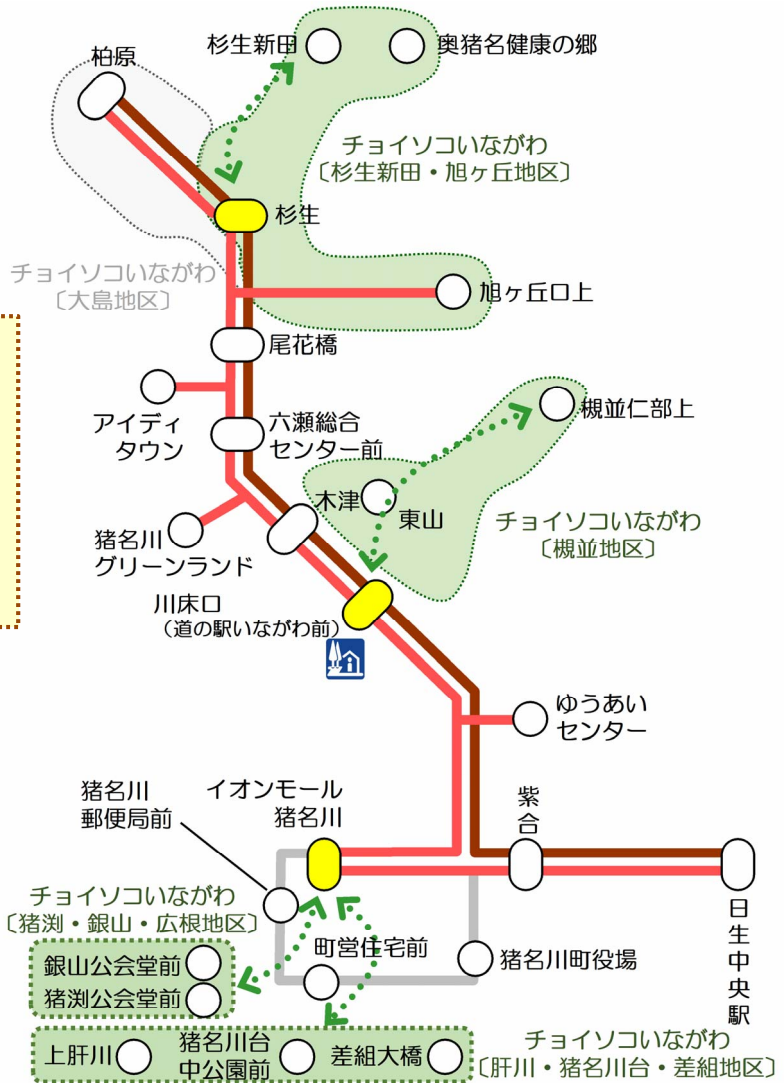 柏原
杉生新田
奥猪名健康の郷
チョイソコいながわ
〔杉生新田・旭ヶ丘地区〕
杉生
チョイソコいながわ
〔大島地区〕
旭ヶ丘口上
尾花橋
アイディ
タウン
六瀬総合
センター前
槻並仁部上
木津
東山
チョイソコいながわ
〔槻並地区〕
猪名川
グリーンランド
川床口
（道の駅いながわ前）
ゆうあい
センター
猪名川
郵便局前
イオンモール
猪名川
紫合
日生中央駅
チョイソコいながわ
〔猪渕・銀山・広根地区〕
銀山公会堂前
猪渕公会堂前
町営住宅前
猪名川町役場
上肝川
猪名川台
中公園前
差組大橋
チョイソコいながわ
〔肝川・猪名川台・差組地区〕